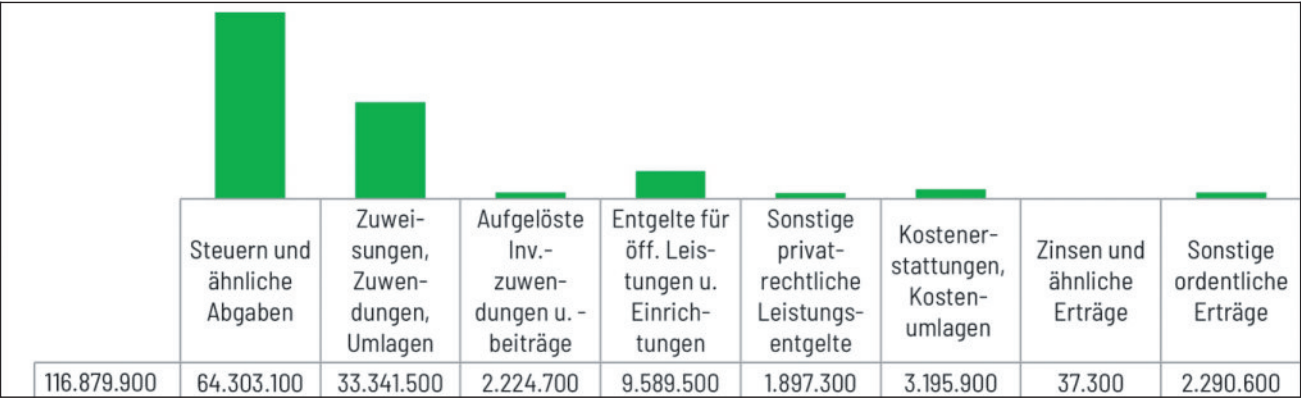 Steuern und
ähnliche
Abgaben
Zuwei-
sungen,
Zuwen-
dungen,
Umlagen
Aufgelöste
Inv.-
zuwen-
dungen u. -
beiträge
Entgelte für
öff. Leis-
tungen u.
Einrich-
tungen
Sonstige
privat-
rechtliche
Leistungs-
entgelte
Kostener-
stattungen,
Kosten-
umlagen
Zinsen und
ähnliche
Erträge
Sonstige
ordentliche
Erträge
116.879.900 64.303.100 33.341.500 2.224.700 9.589.500 1.897.300 3.195.900 37.300 2.290.600